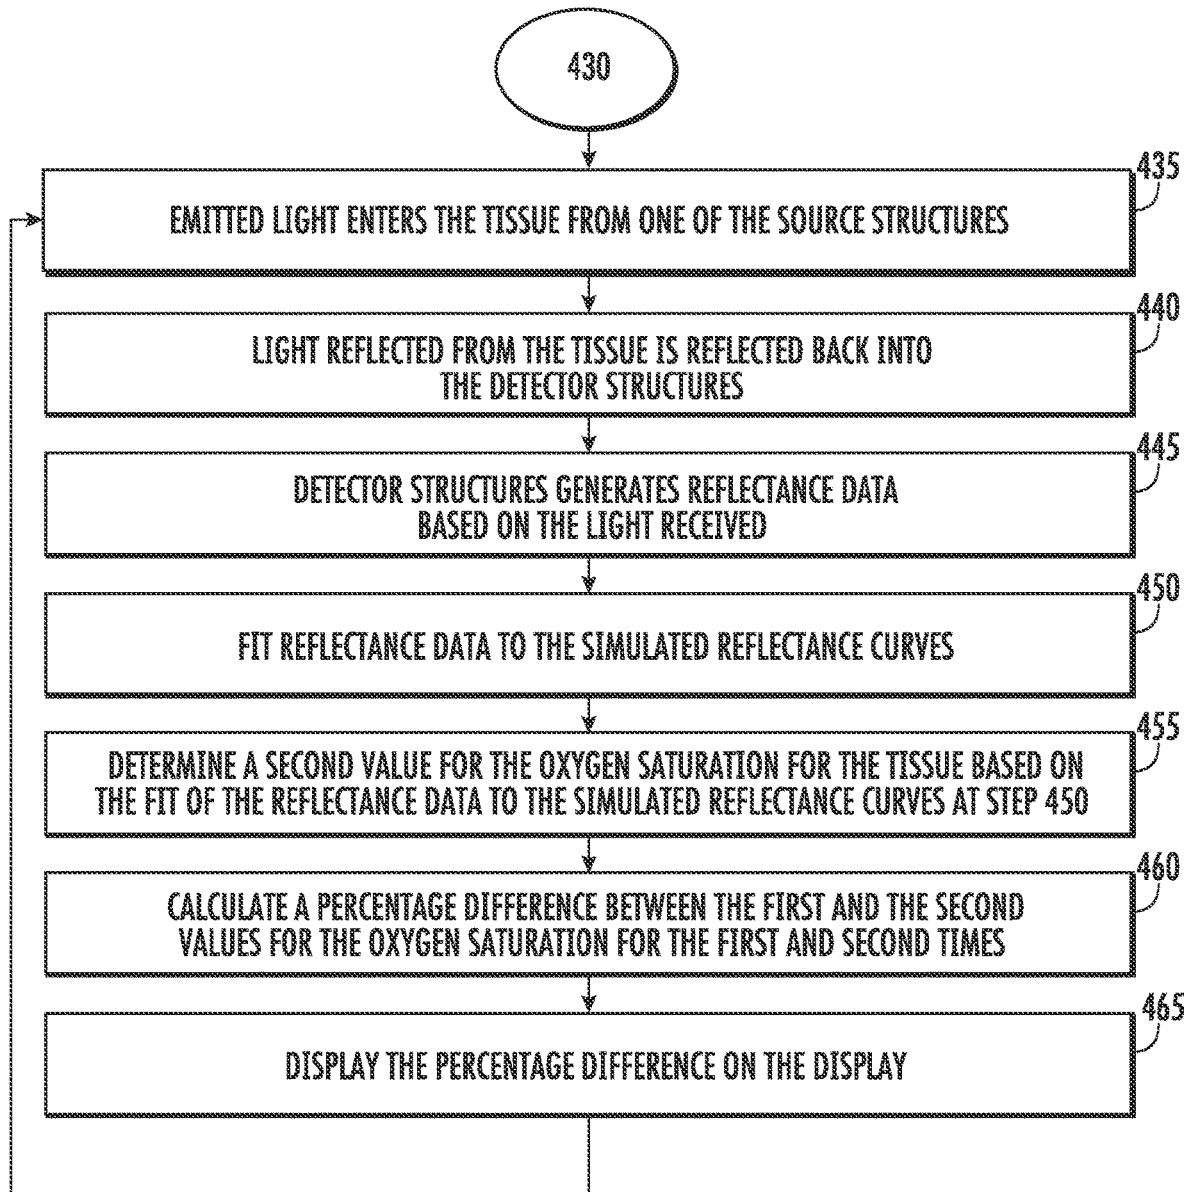 430
435
EMITTED LIGHT ENTERS THE TISSUE FROM ONE OF THE SOURCE STRUCTURES
440
LIGHT REFLECTED FROM THE TISSUE IS REFLECTED BACK INTO
THE DETECTOR STRUCTURES
445
DETECTOR STRUCTURES GENERATES REFLECTANCE DATA
BASED ON THE LIGHT RECEIVED
450
FIT REFLECTANCE DATA TO THE SIMULATED REFLECTANCE CURVES
455
DETERMINE A SECOND VALUE FOR THE OXYGEN SATURATION FOR THE TISSUE BASED ON
THE FIT OF THE REFLECTANCE DATA TO THE SIMULATED REFLECTANCE CURVES AT STEP 450
460
CALCULATE A PERCENTAGE DIFFERENCE BETWEEN THE FIRST AND THE SECOND
VALUES FOR THE OXYGEN SATURATION FOR THE FIRST AND SECOND TIMES
465
DISPLAY THE PERCENTAGE DIFFERENCE ON THE DISPLAY